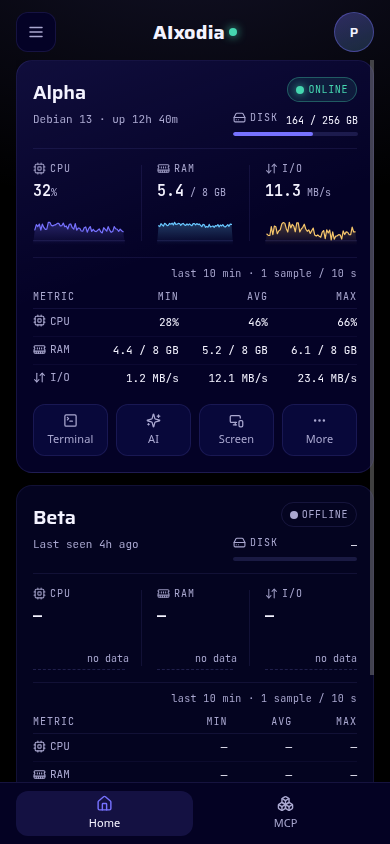 AIxodia
P
Alpha
ONLINE
Debian 13 · up 12h 40m
DISK 164 / 256 GB
CPU RAM I/O
32% 5.4 / 8 GB 11.3 MB/s
last 10 min · 1 sample / 10 s
METRIC MIN AVG MAX
CPU 28% 46% 66%
RAM 4.4 / 8 GB 5.2 / 8 GB 6.1 / 8 GB
I/O 1.2 MB/s 12.1 MB/s 23.4 MB/s
Terminal AI Screen More
Beta
OFFLINE
Last seen 4h ago
DISK —
CPU RAM I/O
— — —
no data no data no data
last 10 min · 1 sample / 10 s
METRIC MIN AVG MAX
CPU — — —
RAM — — —
Home MCP